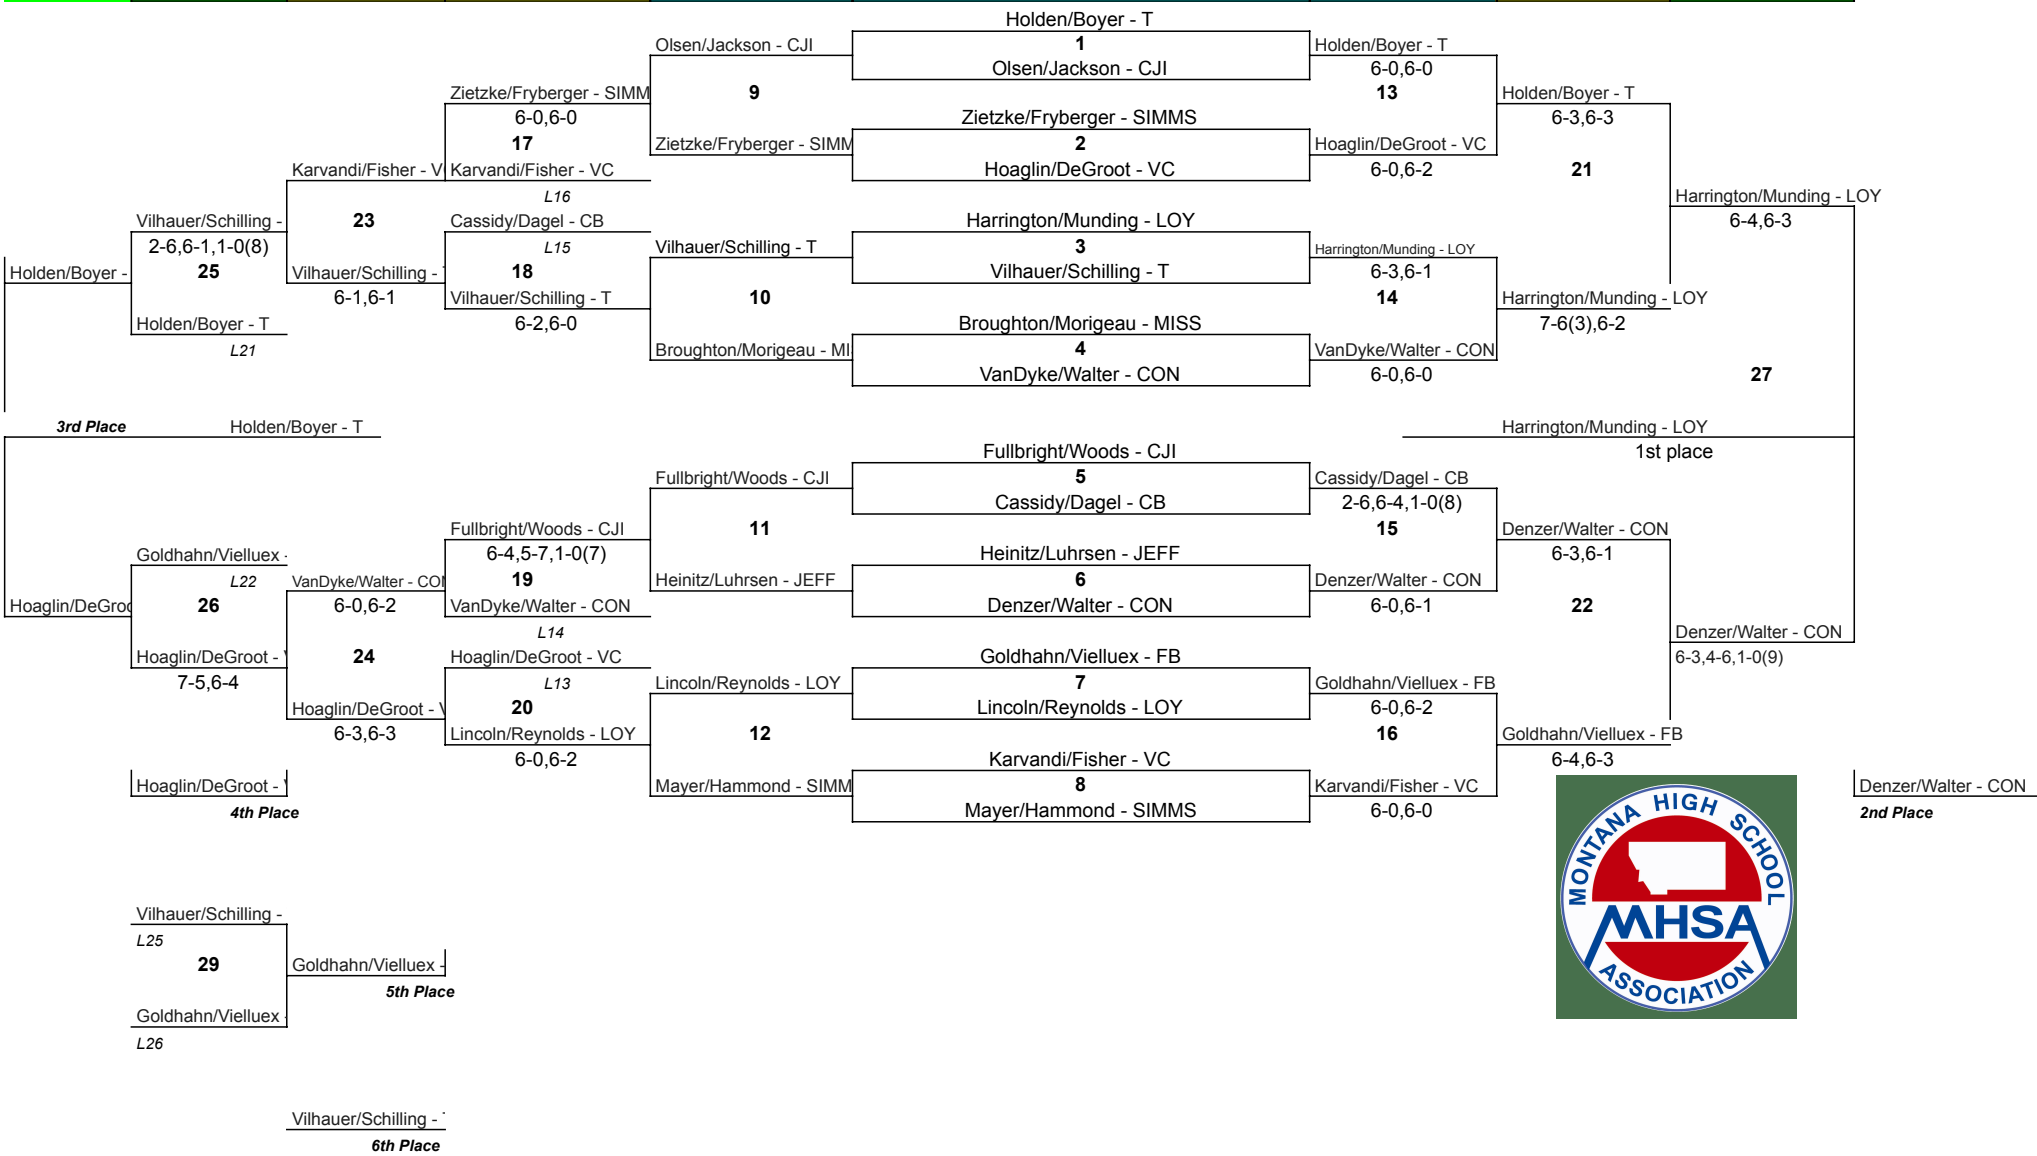 Holden/Boyer - T
Olsen/Jackson - CJI
1
Holden/Boyer - T
Olsen/Jackson - CJI
6-0,6-0
Zietzke/Fryberger - SIMM
9
13
Holden/Boyer - T
6-0,6-0
Zietzke/Fryberger - SIMMS
6-3,6-3
17
Zietzke/Fryberger - SIMM
2
Hoaglin/DeGroot - VC
Karvandi/Fisher - V
Karvandi/Fisher - VC
Hoaglin/DeGroot - VC
6-0,6-2
21
L16
Harrington/Munding - LOY
Vilhauer/Schilling -
23
Cassidy/Dagel - CB
Harrington/Munding - LOY
6-4,6-3
2-6,6-1,1-0(8)
L15
Vilhauer/Schilling - T
3
Harrington/Munding - LOY
Holden/Boyer -
25
Vilhauer/Schilling -
18
Vilhauer/Schilling - T
6-3,6-1
6-1,6-1
Vilhauer/Schilling - T
10
14
Harrington/Munding - LOY
Holden/Boyer - T
6-2,6-0
Broughton/Morigeau - MISS
7-6(3),6-2
L21
Broughton/Morigeau - MI
4
VanDyke/Walter - CON
VanDyke/Walter - CON
6-0,6-0
27
3rd Place
Holden/Boyer - T
Harrington/Munding - LOY
Fullbright/Woods - CJI
1st place
Fullbright/Woods - CJI
5
Cassidy/Dagel - CB
Cassidy/Dagel - CB
2-6,6-4,1-0(8)
Fullbright/Woods - CJI
11
15
Denzer/Walter - CON
Goldhahn/Vielluex -
6-4,5-7,1-0(7)
Heinitz/Luhrsen - JEFF
6-3,6-1
L22
VanDyke/Walter - CO
19
Heinitz/Luhrsen - JEFF
6
Denzer/Walter - CON
Hoaglin/DeGro
26
6-0,6-2
VanDyke/Walter - CON
Denzer/Walter - CON
6-0,6-1
22
L14
Denzer/Walter - CON
Hoaglin/DeGroot -
24
Hoaglin/DeGroot - VC
Goldhahn/Vielluex - FB
6-3,4-6,1-0(9)
7-5,6-4
L13
Lincoln/Reynolds - LOY
7
Goldhahn/Vielluex - FB
Hoaglin/DeGroot -
20
Lincoln/Reynolds - LOY
6-0,6-2
6-3,6-3
Lincoln/Reynolds - LOY
12
16
Goldhahn/Vielluex - FB
6-0,6-2
Karvandi/Fisher - VC
6-4,6-3
Hoaglin/DeGroot -
Mayer/Hammond - SIMM
8
Karvandi/Fisher - VC
Denzer/Walter - CON
4th Place
Mayer/Hammond - SIMMS
6-0,6-0
2nd Place
MONTANA HIGH SCHOOL
MHSA
ASSOCIATION
Vilhauer/Schilling -
L25
29
Goldhahn/Vielluex -
5th Place
Goldhahn/Vielluex
L26
Vilhauer/Schilling -
6th Place